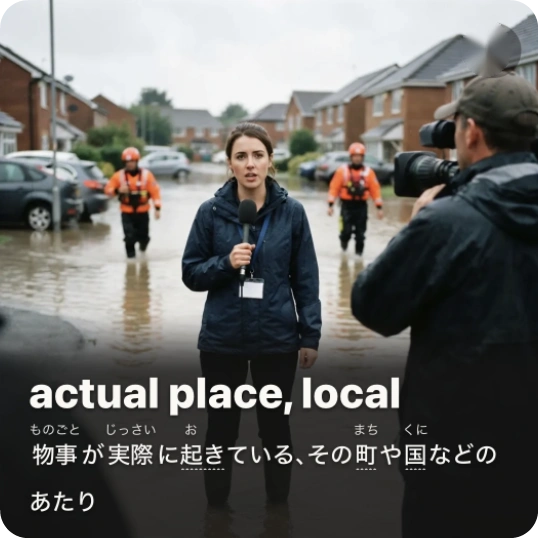 actual place, local
ものごと じっさい お まち くに
物事が実際に起きている、その町や国などの
あたり